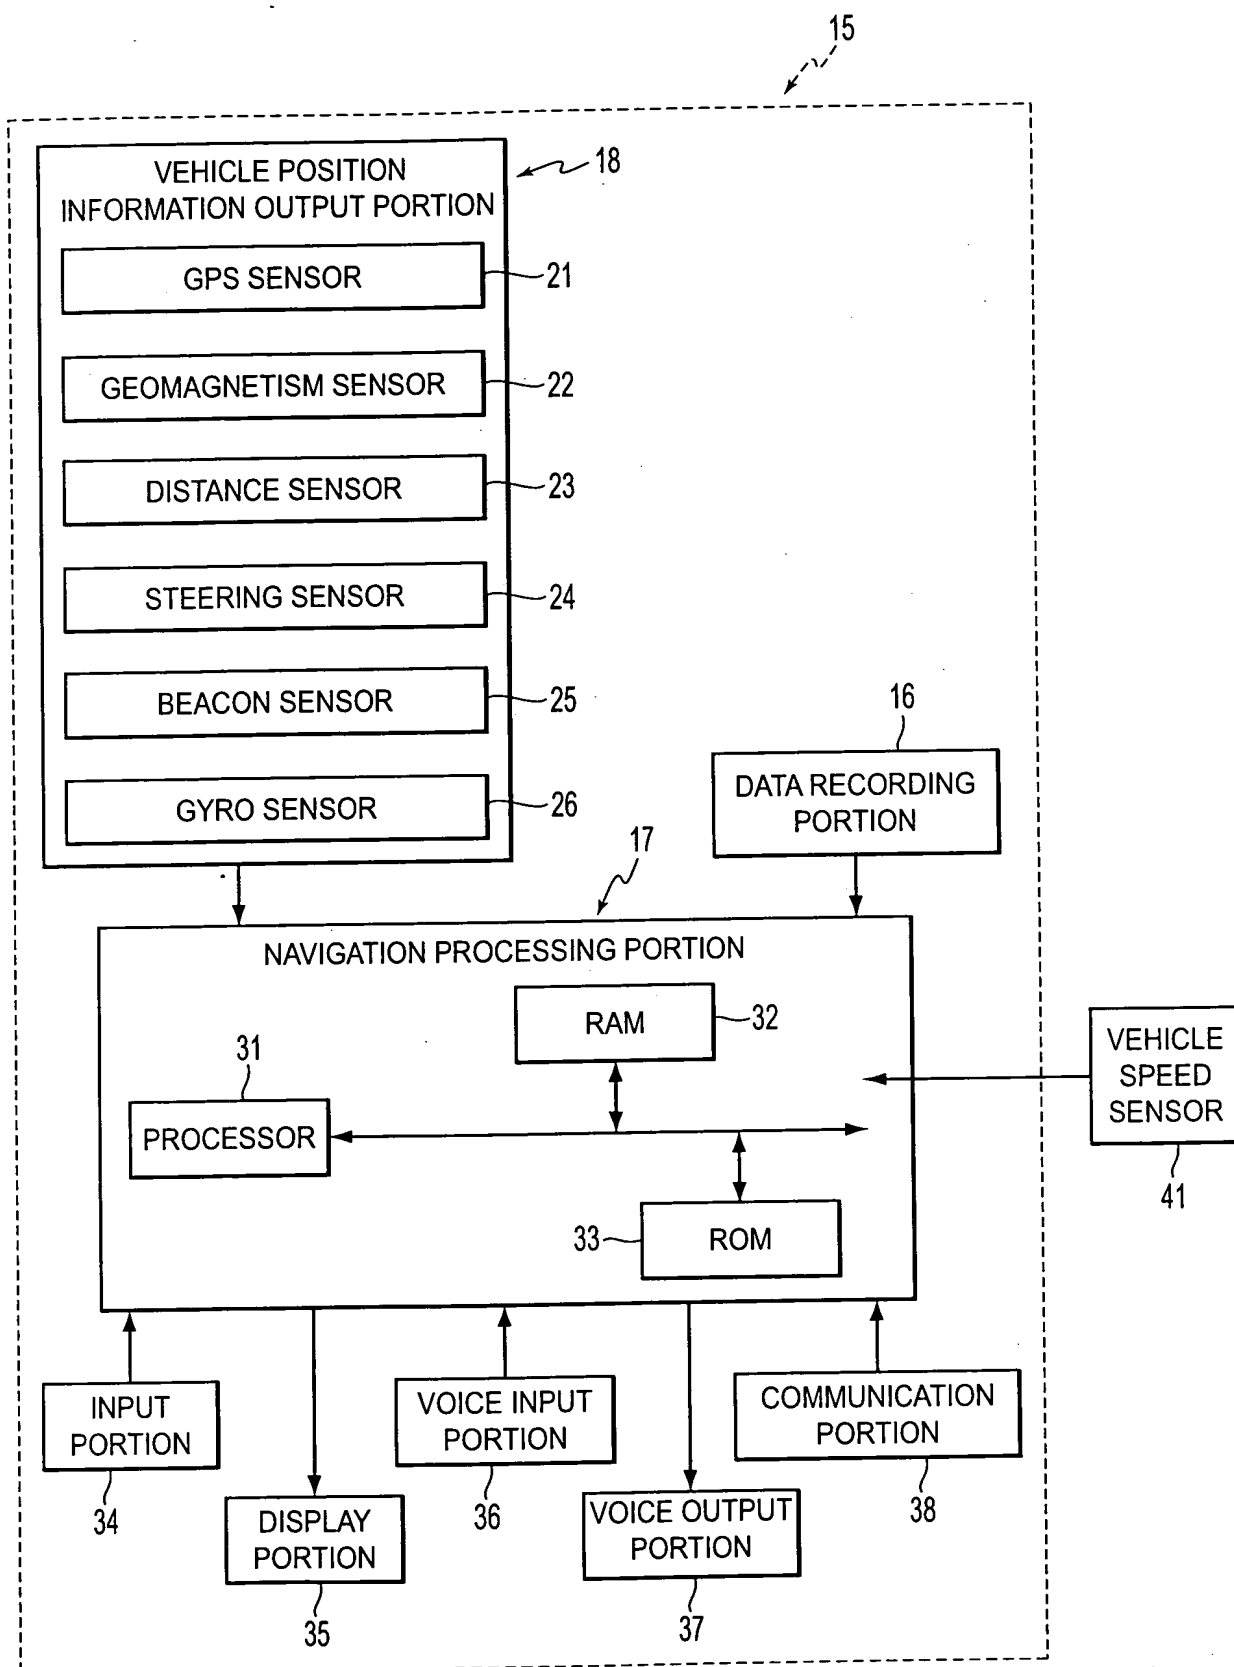 15
VEHICLE POSITION
INFORMATION OUTPUT PORTION
18
GPS SENSOR
21
GEOMAGNETISM SENSOR
22
DISTANCE SENSOR
23
STEERING SENSOR
24
BEACON SENSOR
25
GYRO SENSOR
26
16
DATA RECORDING
PORTION
17
NAVIGATION PROCESSING PORTION
RAM
32
31
PROCESSOR
33
ROM
VEHICLE
SPEED
SENSOR
41
INPUT
PORTION
34
DISPLAY
PORTION
35
VOICE INPUT
PORTION
36
VOICE OUTPUT
PORTION
37
COMMUNICATION
PORTION
38